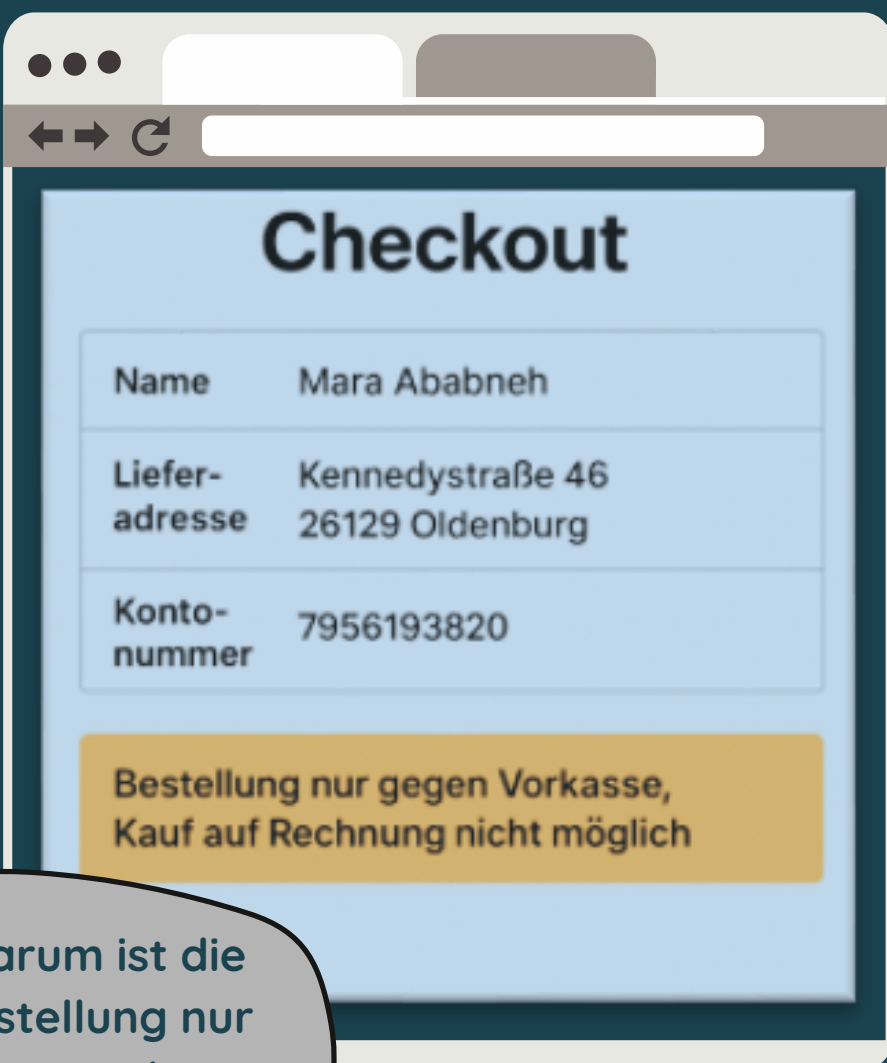 Checkout
Name Mara Ababneh
Liefer-
adresse
Kennedystraße 46
26129 Oldenburg
Konto-
nummer
7956193820
Bestellung nur gegen Vorkasse,
Kauf auf Rechnung nicht möglich
arum ist die
stellung nur